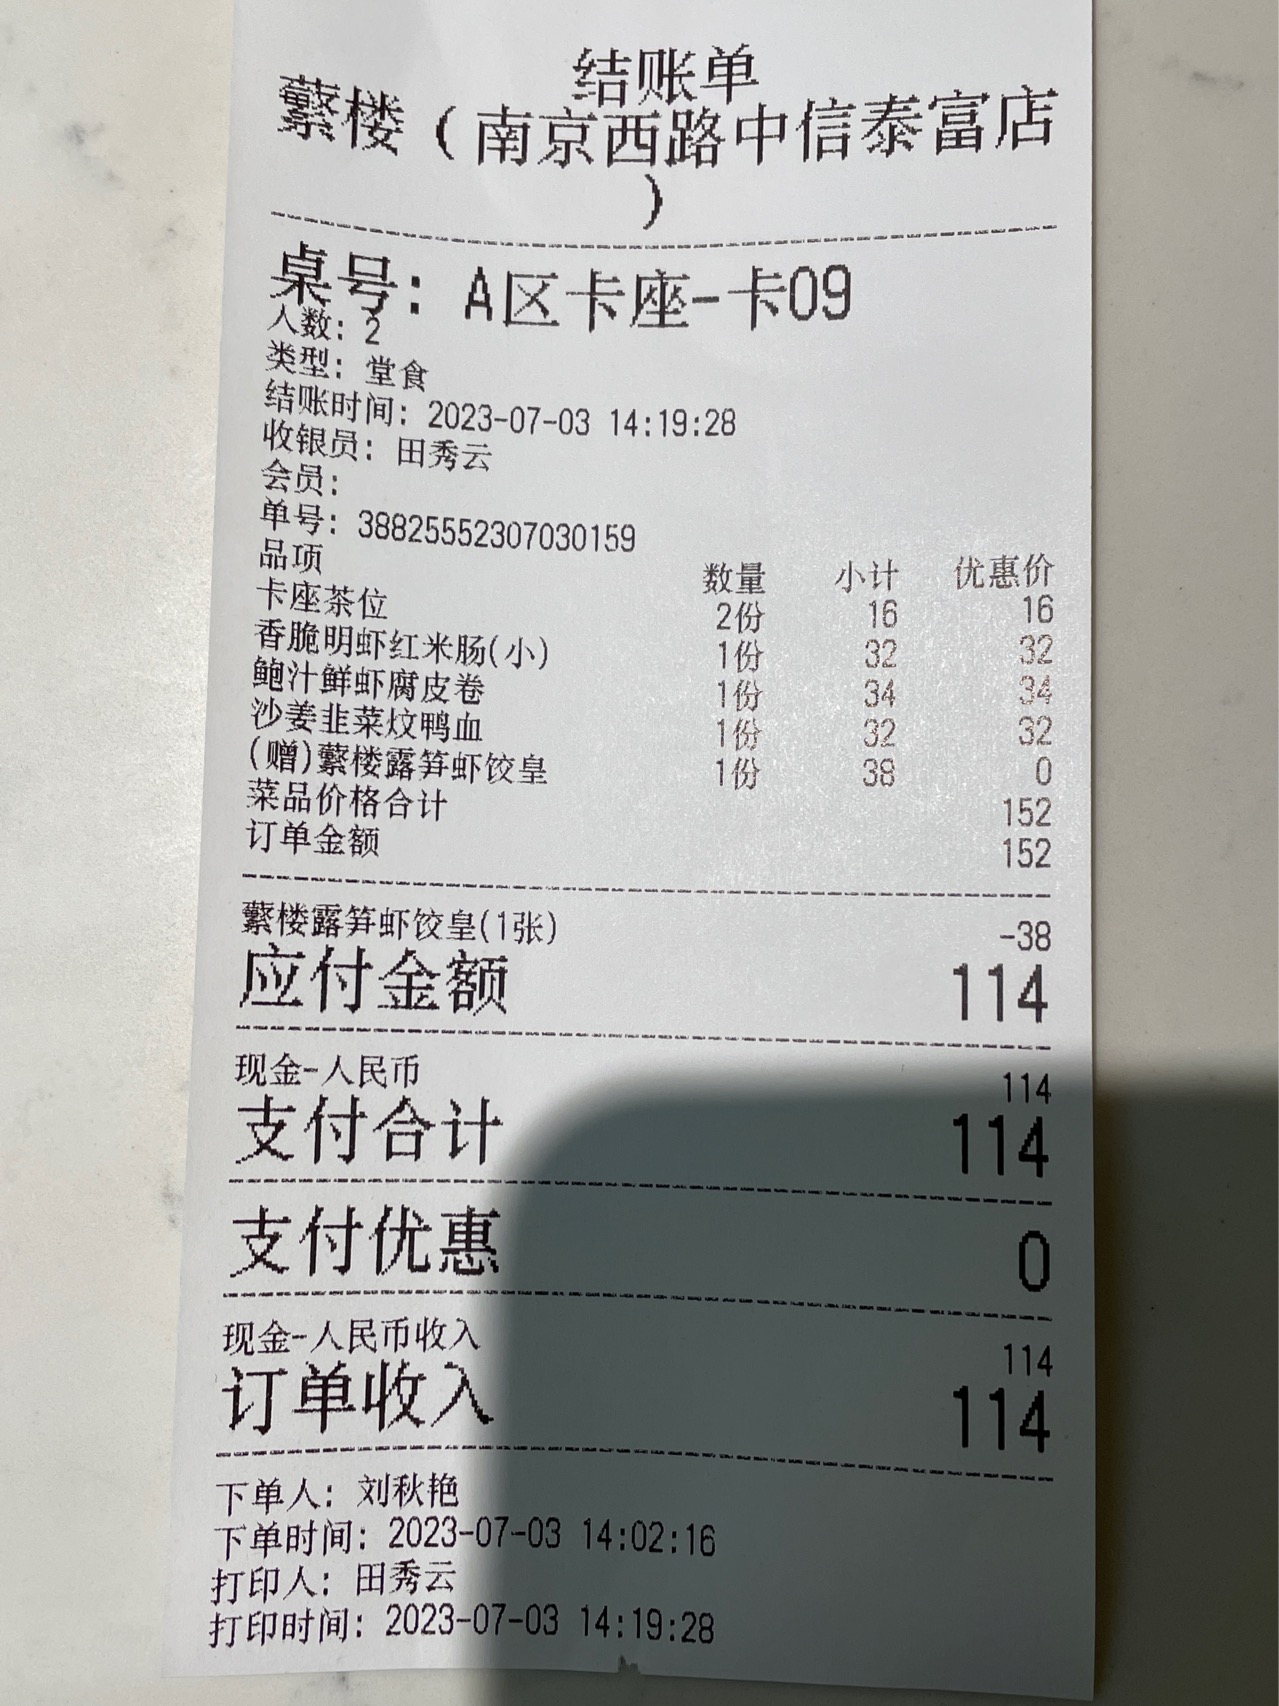 结账单
蘩楼（南京西路中信泰富店
）
桌号：A区卡座-卡09
人数：2
类型：堂食
结账时间：2023-07-03 14:19:28
收银员：田秀云
会员：
单号：38825552307030159
品项 数量 小计 优惠价
卡座茶位 2份 16 16
香脆明虾红米肠(小) 1份 32 32
鲍汁鲜虾腐皮卷 1份 34 34
沙姜韭菜炆鸭血 1份 32 32
(赠)蘩楼露笋虾饺皇 1份 38 0
菜品价格合计 152
订单金额 152
蘩楼露笋虾饺皇(1张) -38
应付金额 114
现金-人民币 114
支付合计 114
支付优惠 0
现金-人民币收入 114
订单收入 114
下单人：刘秋艳
下单时间：2023-07-03 14:02:16
打印人：田秀云
打印时间：2023-07-03 14:19:28